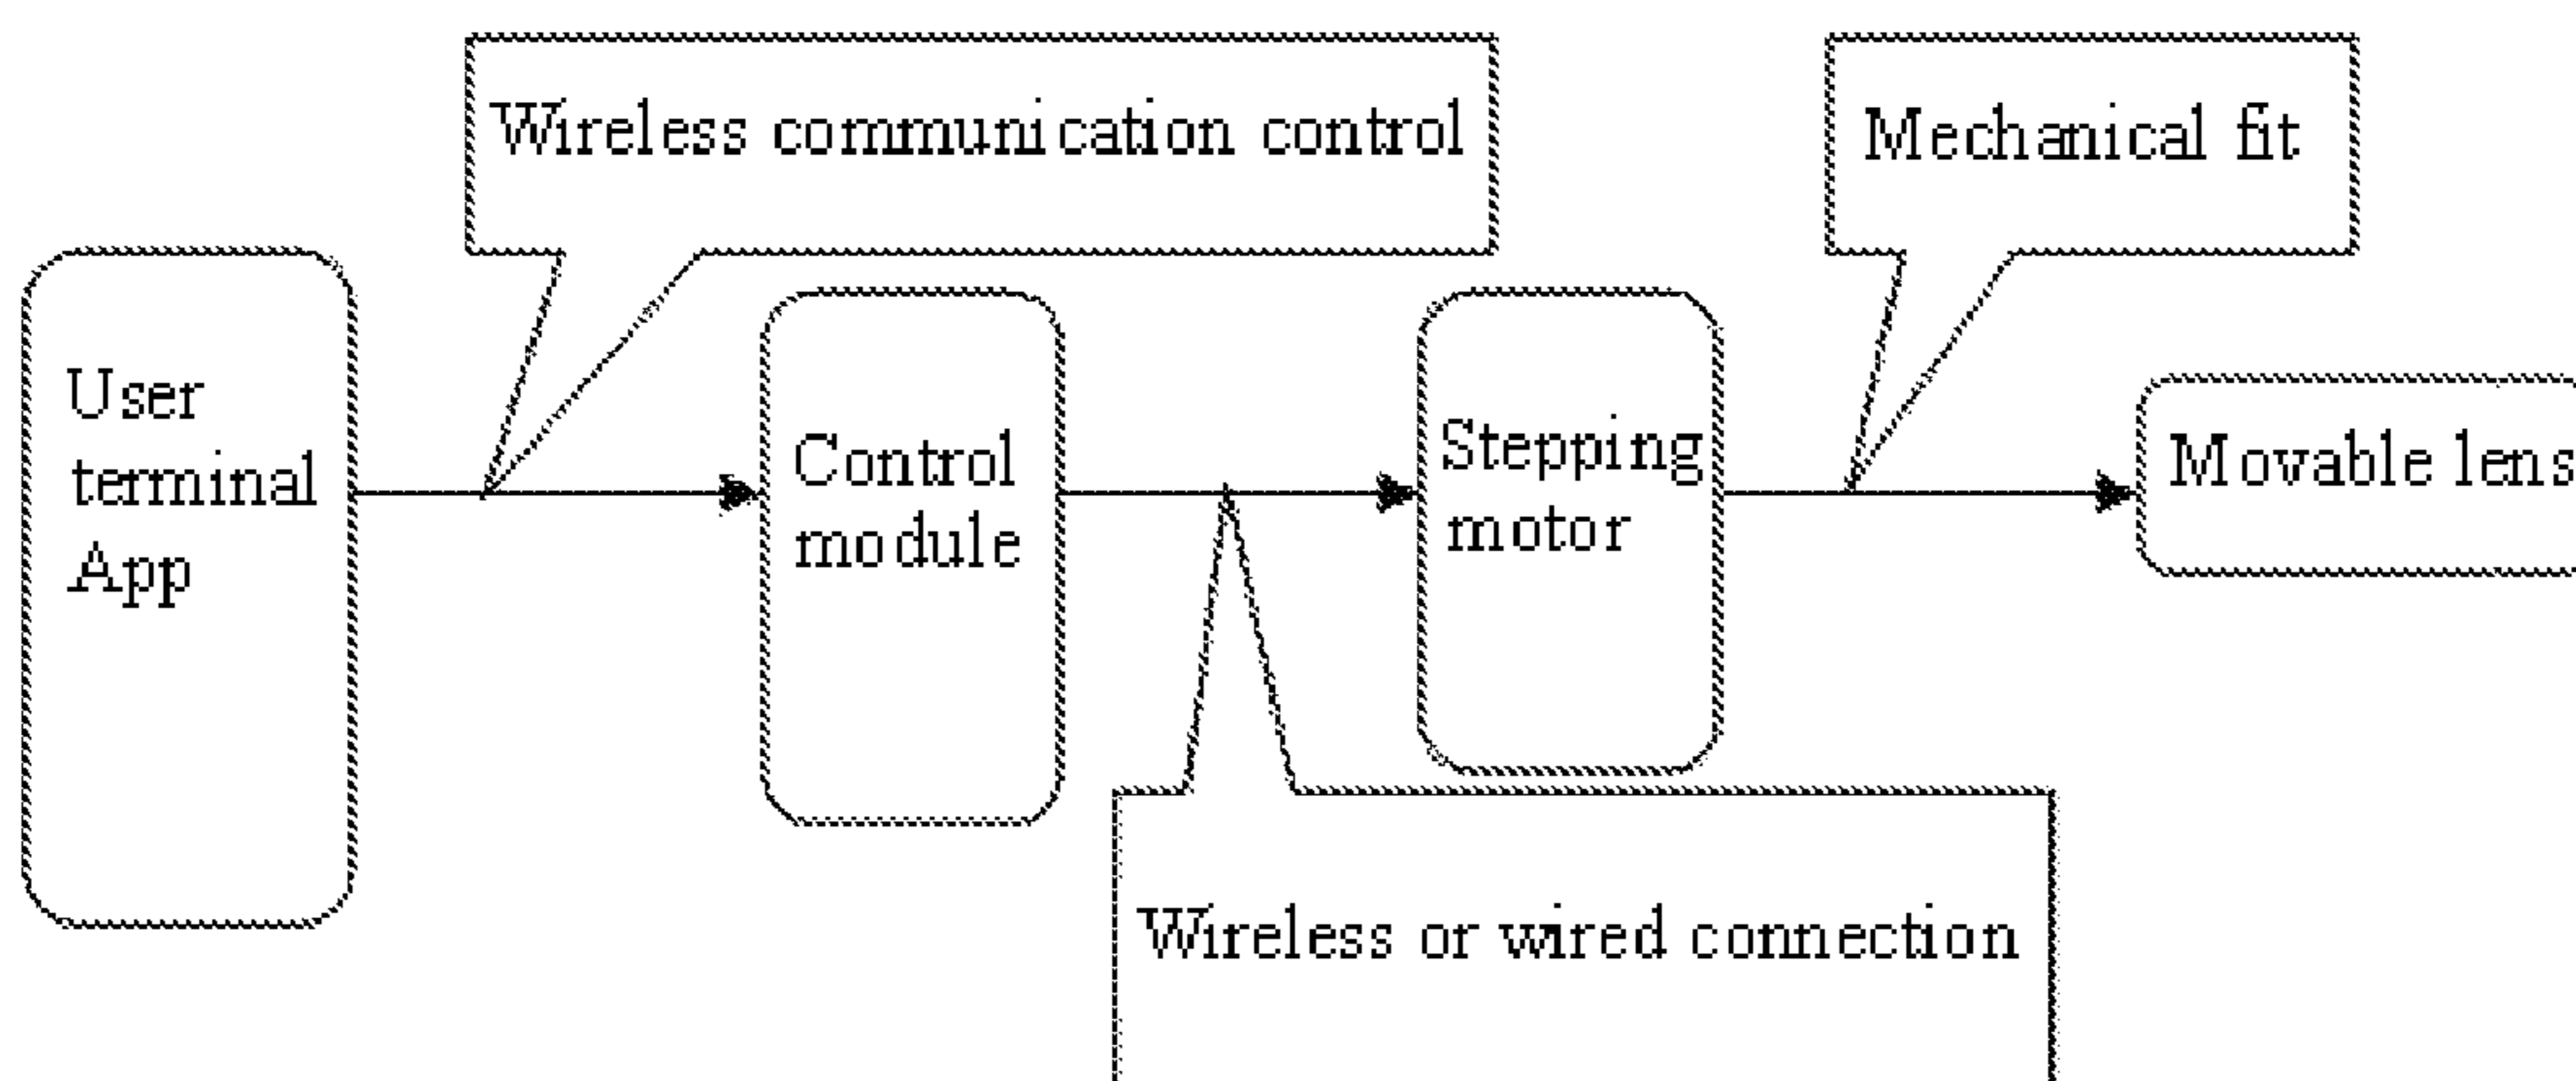 Wireless communication control
Mechanical fit
User
terminal
App
Control
module
Stepping
motor
Movable lens
Wireless or wired connection